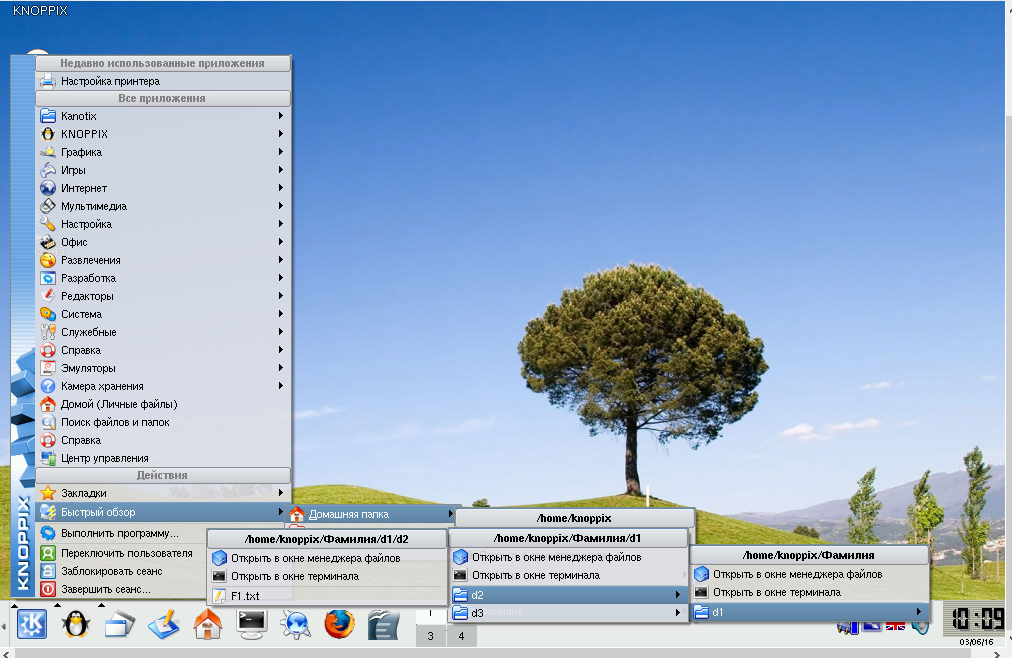 KNOPPIX
Недавно использованные приложения
Настройка принтера
Все приложения
Kanotix
KNOPPIX
Графика
Игры
Интернет
Мультимедиа
Настройка
Офис
Развлечения
Разработка
Редакторы
Система
Служебные
Справка
Эмуляторы
Камера хранения
Домой (Личные файлы)
Поиск файлов и папок
Справка
Центр управления
Действия
Закладки
Быстрый обзор
Выполнить программу...
Переключить пользователя
Заблокировать сеанс
Завершить сеанс...
KNOPPIX
Домашняя папка
/home/knoppix
/home/knoppix/Фамилия/d1/d2
Открыть в окне менеджера файлов
Открыть в окне терминала
F1.txt
/home/knoppix/Фамилия/d1
Открыть в окне менеджера файлов
Открыть в окне терминала
d2
d3
/home/knoppix/Фамилия
Открыть в окне менеджера файлов
Открыть в окне терминала
d1
3 4
10:09
03/06/16